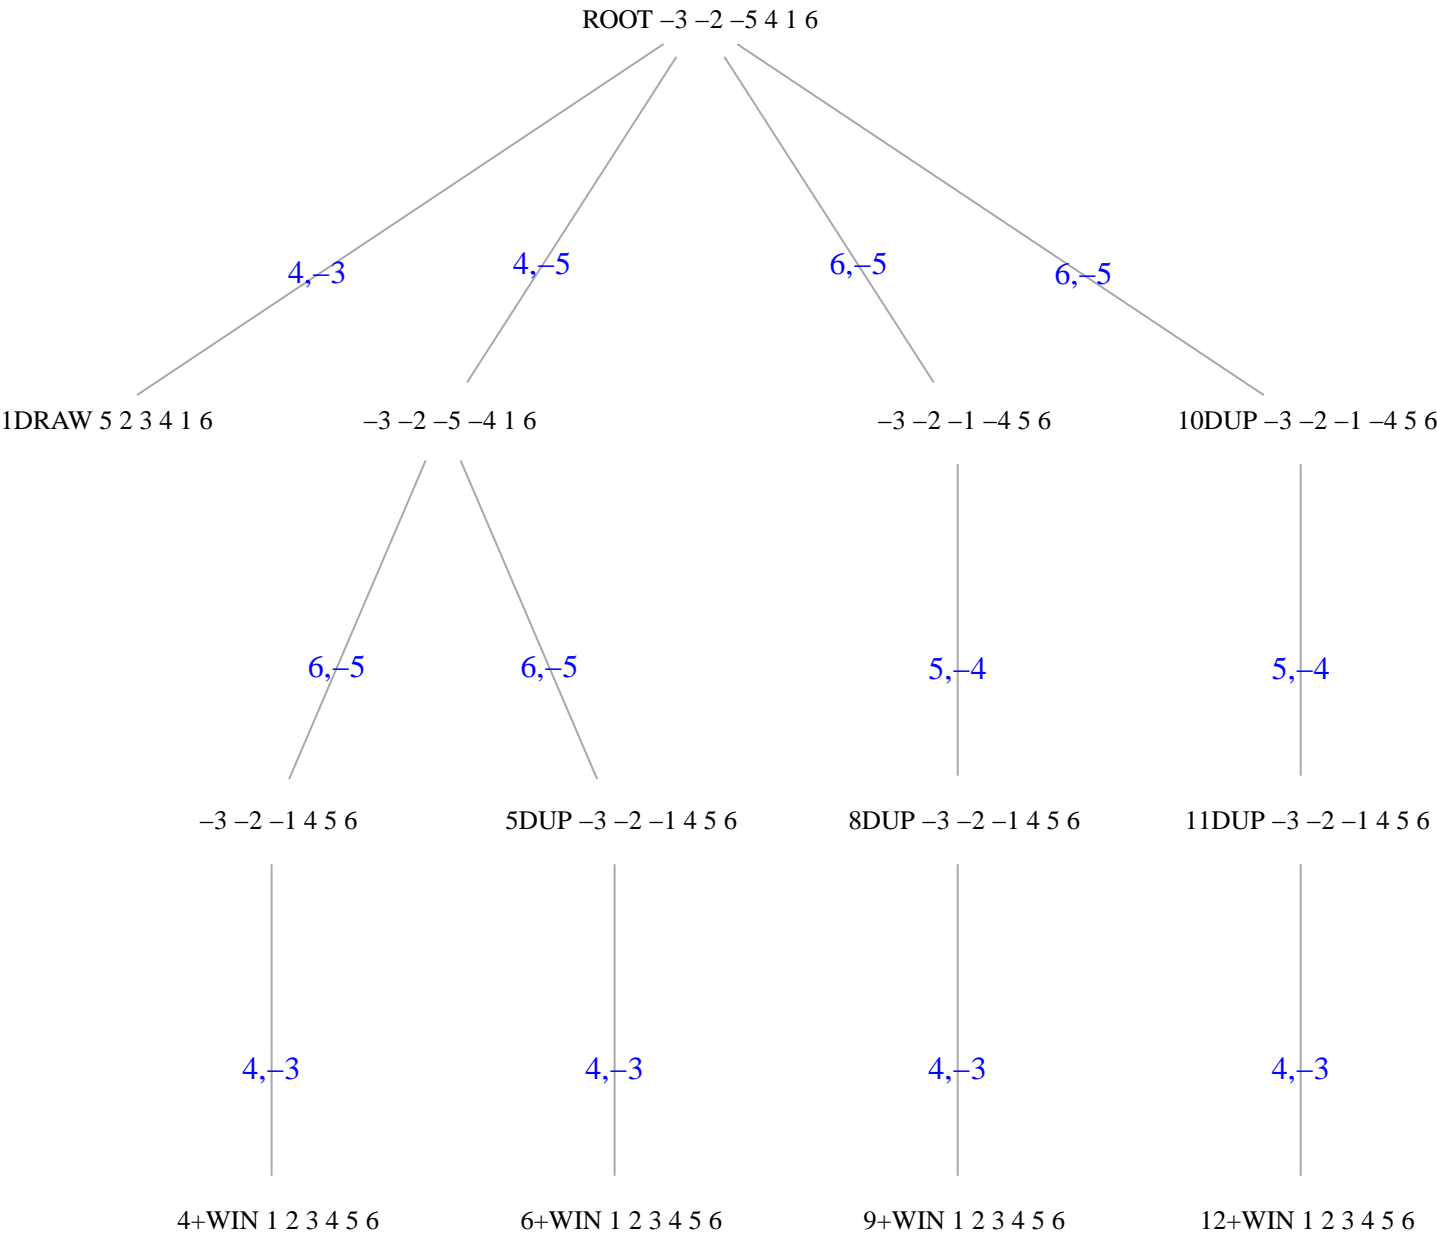 ROOT –3 –2 –5 4 1 6
4,–3
4,–5
6,–5
6,–5
1DRAW 5 2 3 4 1 6
–3 –2 –5 –4 1 6
–3 –2 –1 –4 5 6
10DUP –3 –2 –1 –4 5 6
6,–5
6,–5
5,–4
5,–4
–3 –2 –1 4 5 6
5DUP –3 –2 –1 4 5 6
8DUP –3 –2 –1 4 5 6
11DUP –3 –2 –1 4 5 6
4,–3
4,–3
4,–3
4,–3
4+WIN 1 2 3 4 5 6
6+WIN 1 2 3 4 5 6
9+WIN 1 2 3 4 5 6
12+WIN 1 2 3 4 5 6